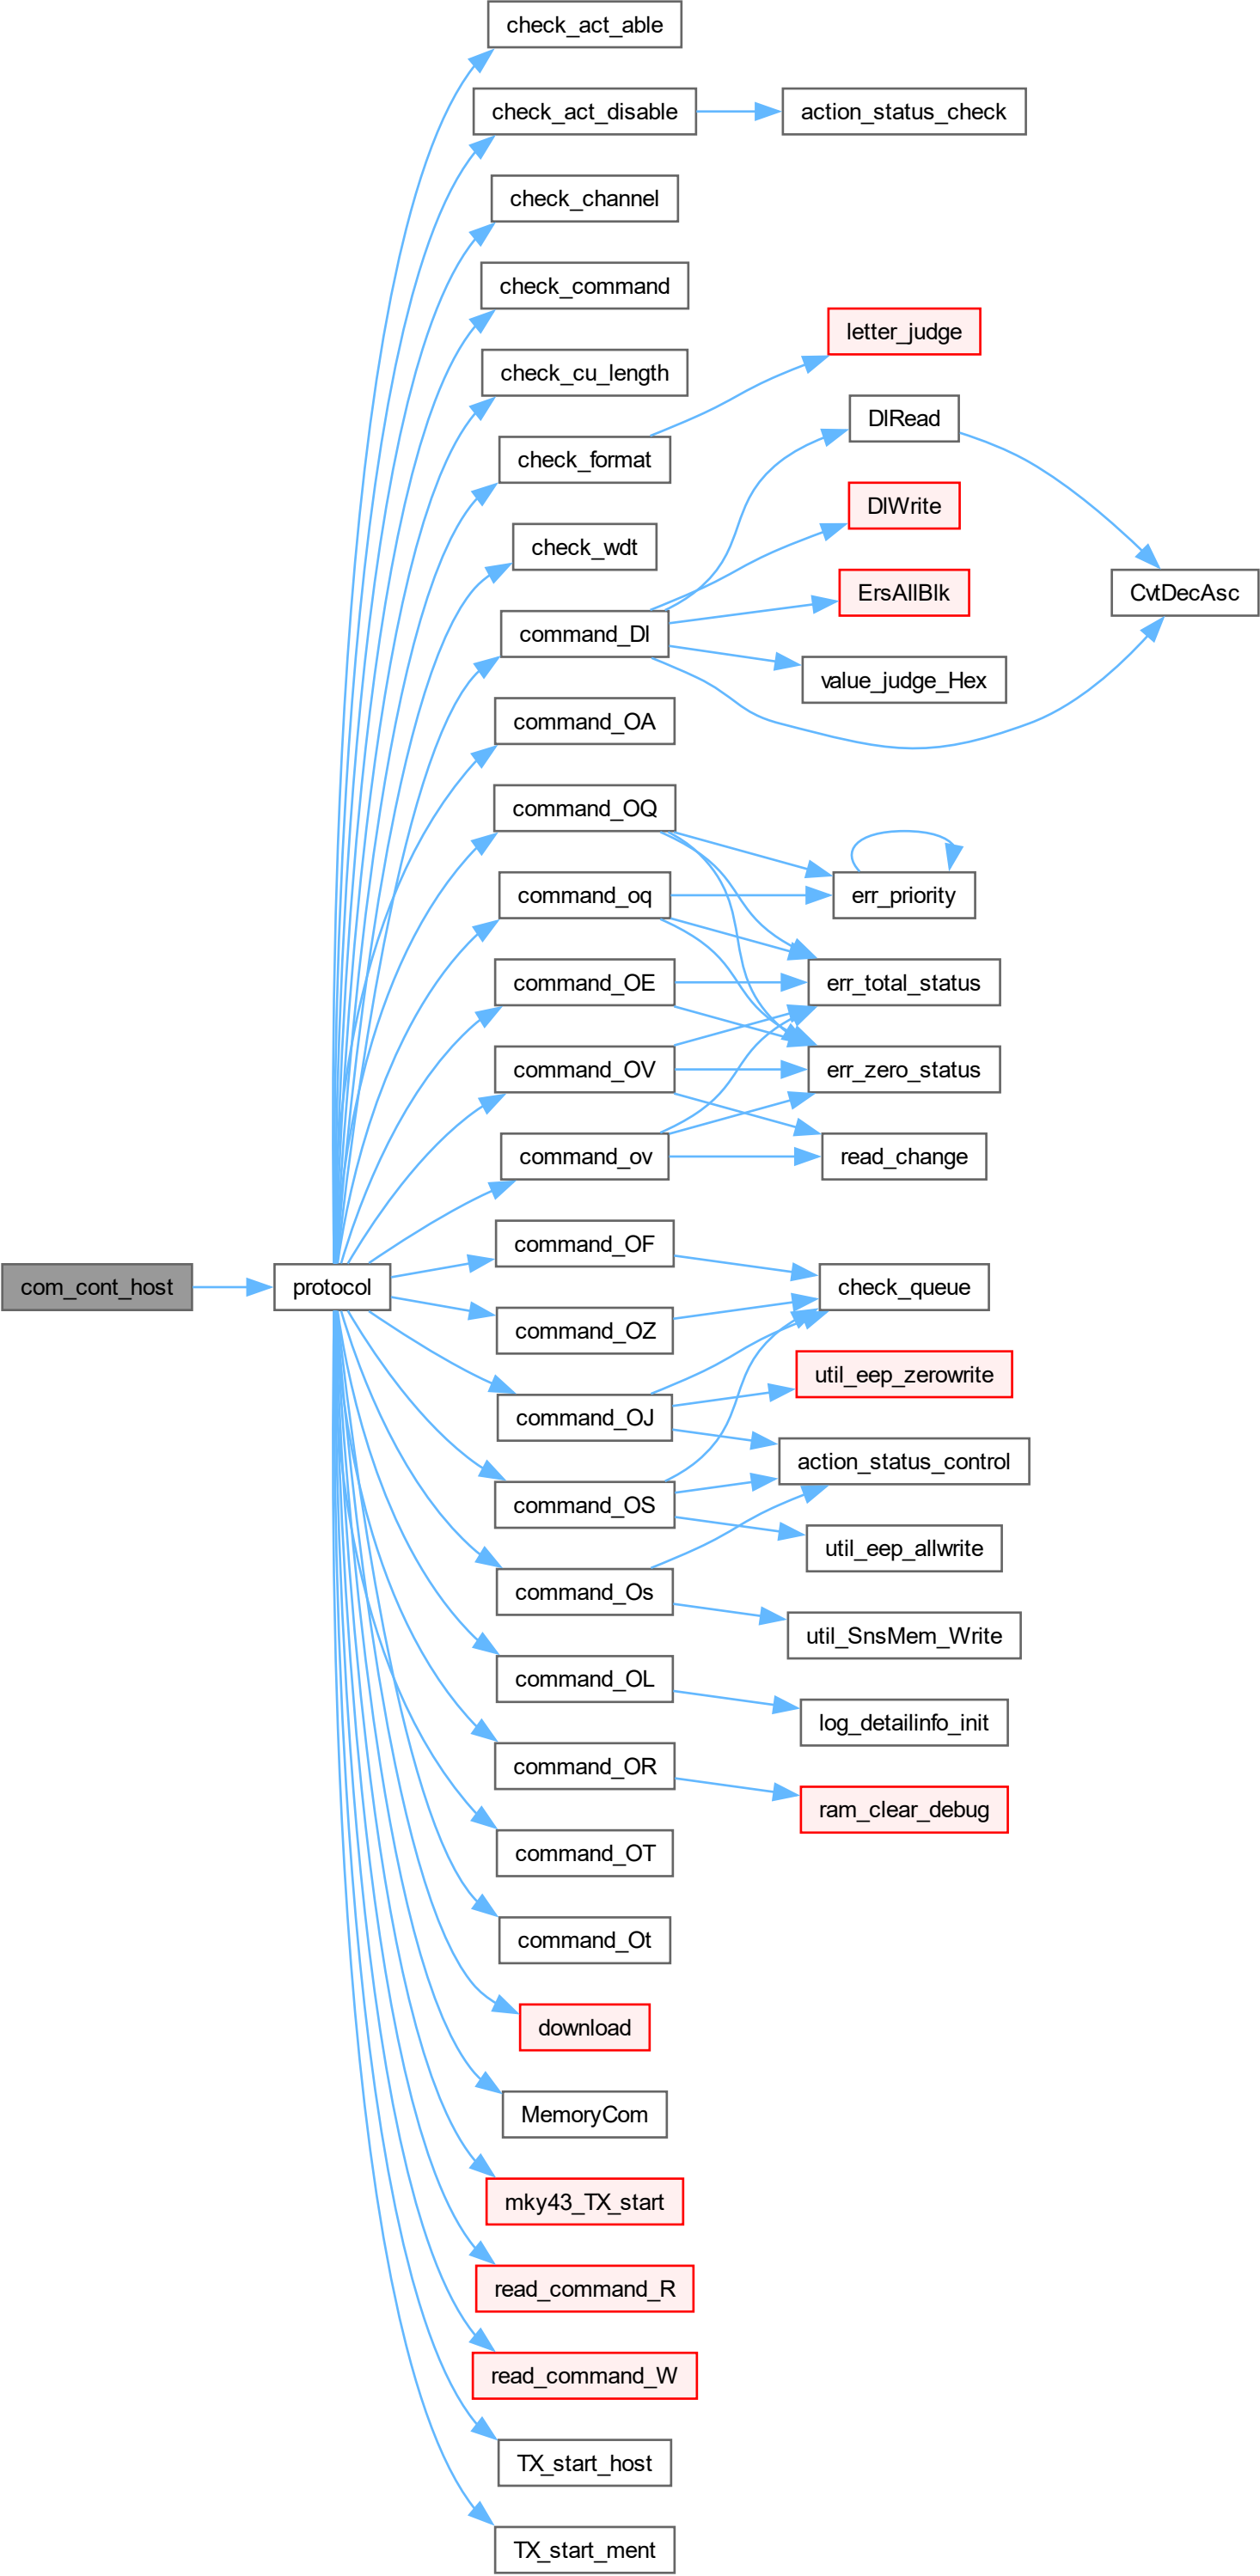 check_act_able
check_act_disable
action_status_check
check_channel
check_command
letter_judge
check_cu_length
DlRead
check_format
DlWrite
check_wdt
ErsAllBlk
CvtDecAsc
command_Dl
value_judge_Hex
command_OA
command_OQ
command_oq
err_priority
command_OE
err_total_status
command_OV
err_zero_status
command_ov
read_change
command_OF
com_cont_host
protocol
check_queue
command_OZ
util_eep_zerowrite
command_OJ
action_status_control
command_OS
util_eep_allwrite
command_Os
util_SnsMem_Write
command_OL
log_detailinfo_init
command_OR
ram_clear_debug
command_OT
command_Ot
download
MemoryCom
mky43_TX_start
read_command_R
read_command_W
TX_start_host
TX_start_ment